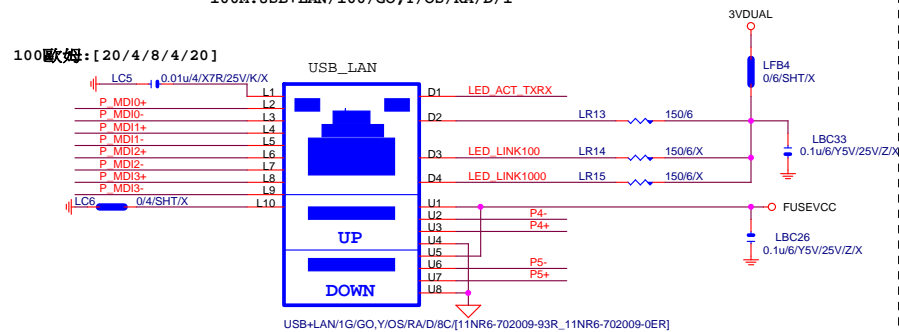 3VDUAL
100歐姆:[20/4/8/4/20]
USB_LAN
LFB4
0/6/SHT/X
LC5 0.01u/4/X7R/25V/K/X
L1 D1 LED_ACT_TXRX
P_MDI0+ L2
P_MDI0- L3 D2 LR13 150/6
P_MDI1+ L4
P_MDI1- L5
P_MDI2+ L6 D3 LED_LINK100 LR14 150/6/X
P_MDI2- L7
P_MDI3+ L8 D4 LED_LINK1000 LR15 150/6/X
P_MDI3- L9
LBC33
0.1u/6/Y5V/25V/Z/X
LC6 0/4/SHT/X L10 U1 FUSEVCC
U2 P4-
U3 P4+
UP U4
U5
U6 P5-
U7 P5+
DOWN U8
LBC26
0.1u/6/Y5V/25V/Z/X
USB+LAN/1G/GO,Y/OS/RA/D/8C/[11NR6-702009-93R_11NR6-702009-0ER]